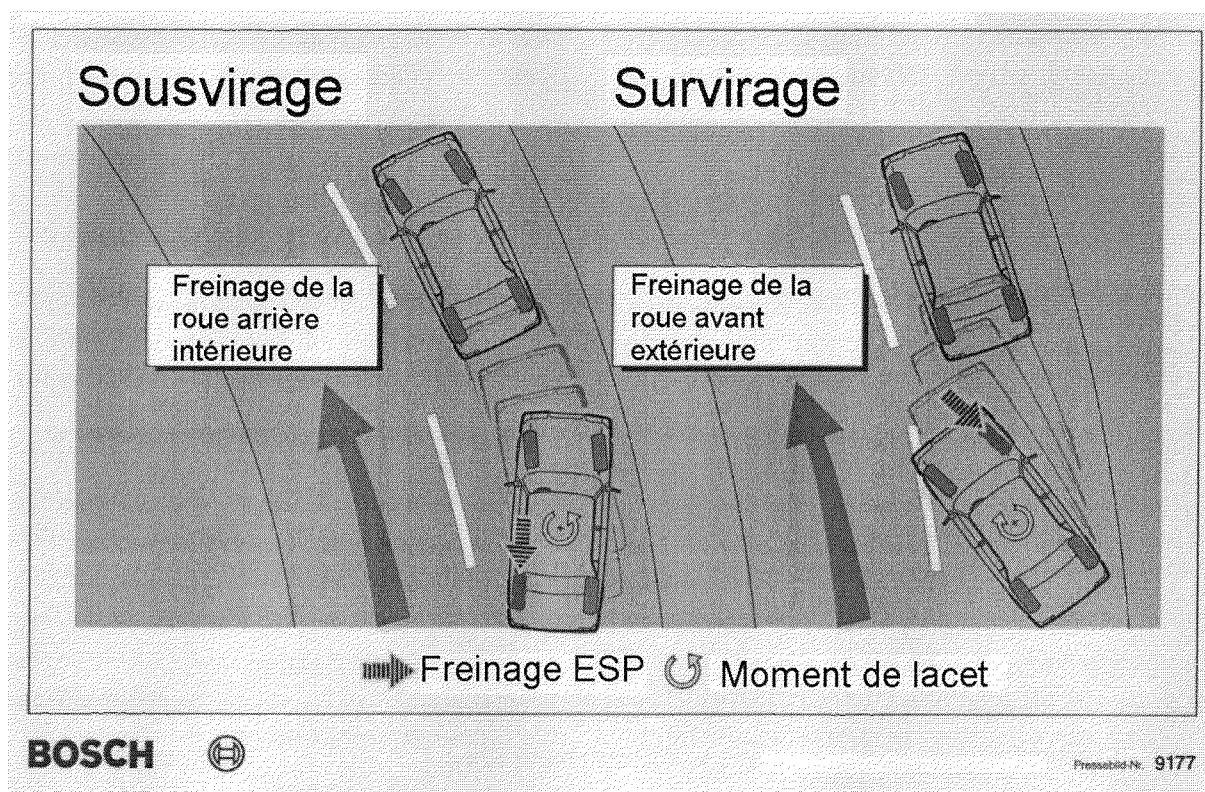 Sousvirage
Survirage
Freinage de la
roue arrière
intérieure
Freinage de la
roue avant
extérieure
Freinage ESP
Moment de lacet
BOSCH
Pressebild-Nr. 9177